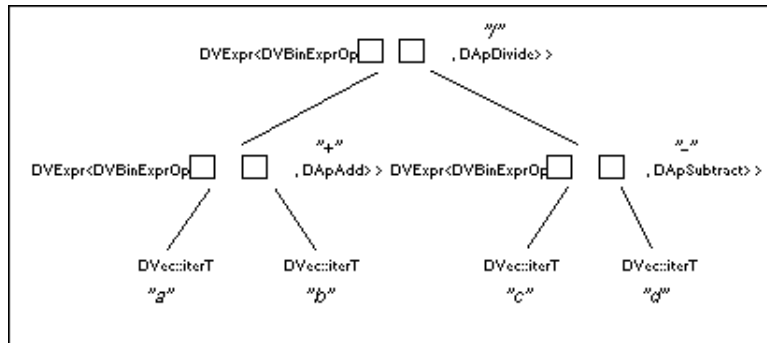 "/"
DVExpr<DVBinExprOp , DApDivide>>
"+" "-"
DVExpr<DVBinExprOp , DApAdd>> DVExpr<DVBinExprOp , DApSubtract>>
DVec::iterT DVec::iterT DVec::iterT DVec::iterT
"a" "b" "c" "d"